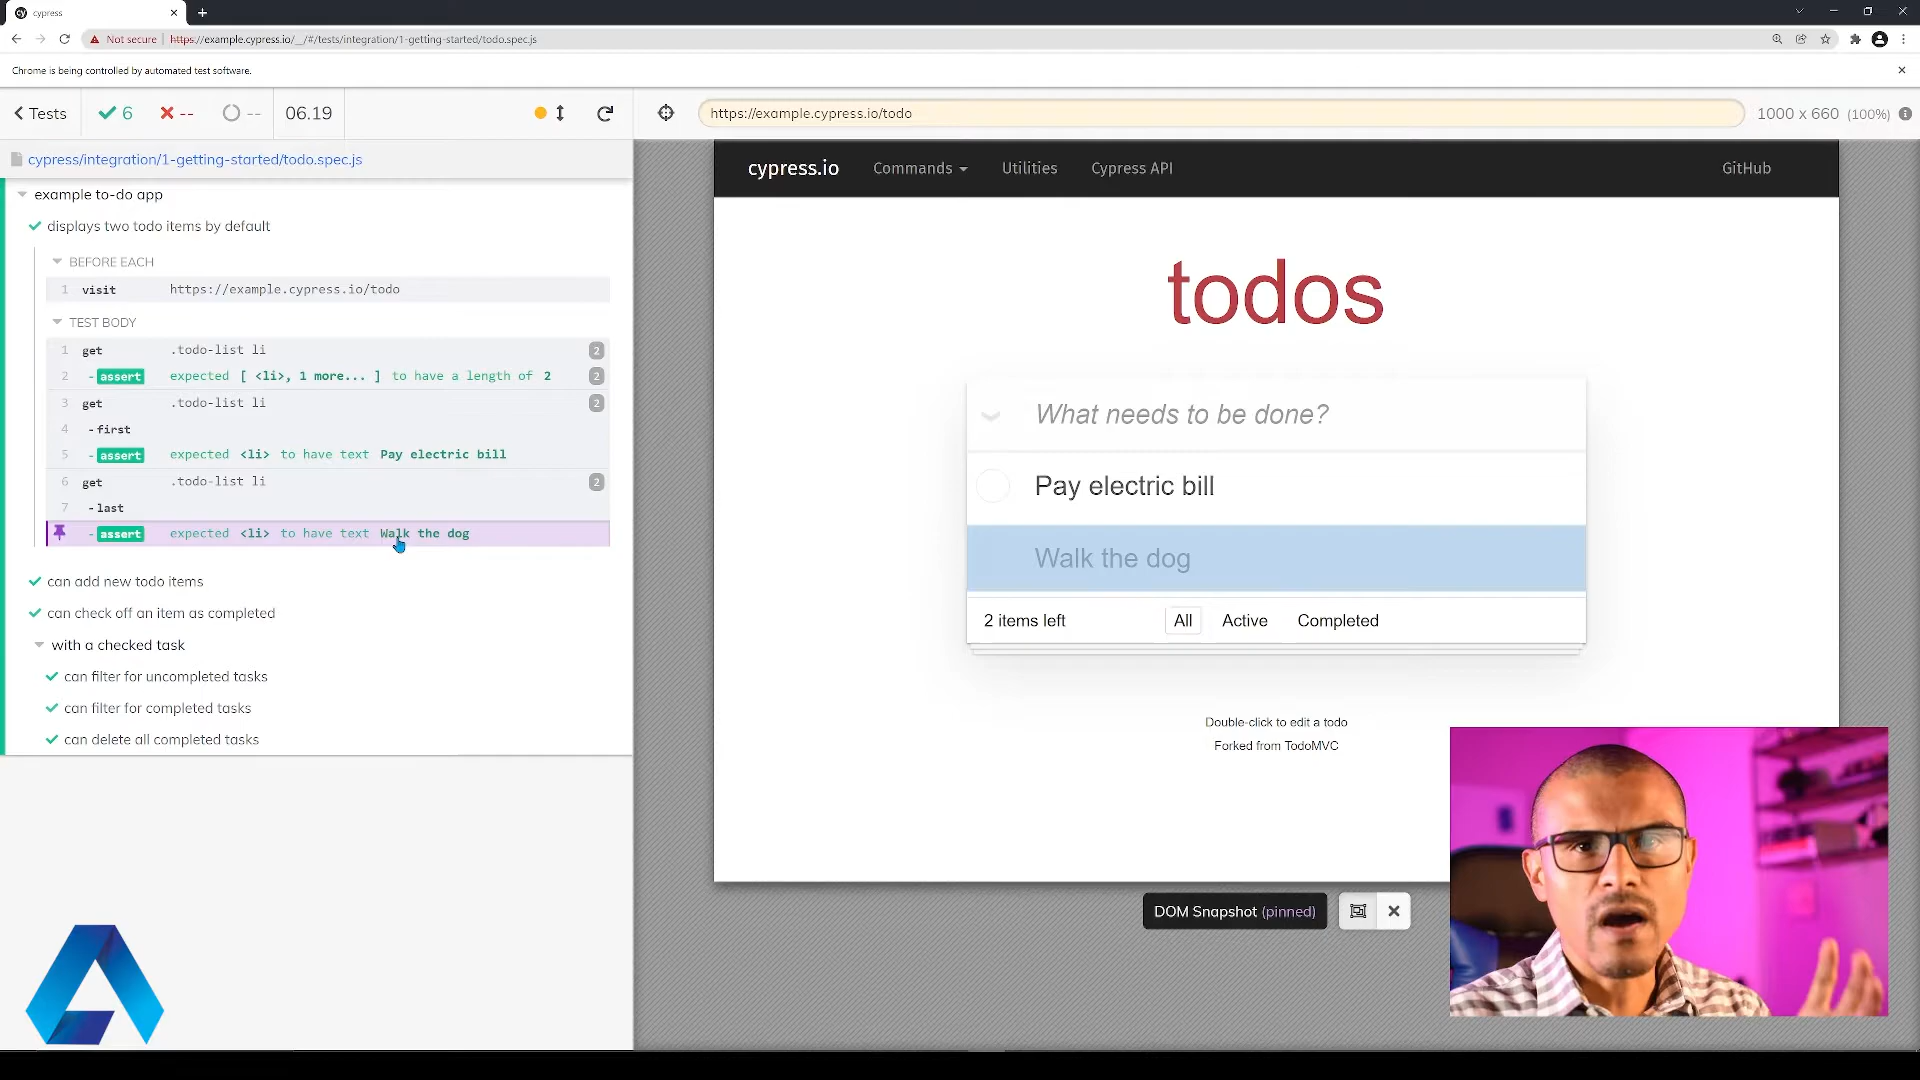 cy cypress
Not secure https://example.cypress.io/__/#/tests/integration/1-getting-started/todo.spec.js
Chrome is being controlled by automated test software.
Tests 6 -- -- 06.19
https://example.cypress.io/todo
1000 x 660 (100%)
cypress/integration/1-getting-started/todo.spec.js
example to-do app
displays two todo items by default
BEFORE EACH
1 visit https://example.cypress.io/todo
TEST BODY
1 get .todo-list li 2
2 -assert expected [ <li>, 1 more... ] to have a length of 2 2
3 get .todo-list li 2
4 -first
5 -assert expected <li> to have text Pay electric bill
6 get .todo-list li 2
7 -last
-assert expected <li> to have text Walk the dog
can add new todo items
can check off an item as completed
with a checked task
can filter for uncompleted tasks
can filter for completed tasks
can delete all completed tasks
cypress.io Commands Utilities Cypress API GitHub
todos
What needs to be done?
Pay electric bill
Walk the dog
2 items left All Active Completed
Double-click to edit a todo
Forked from TodoMVC
DOM Snapshot (pinned)